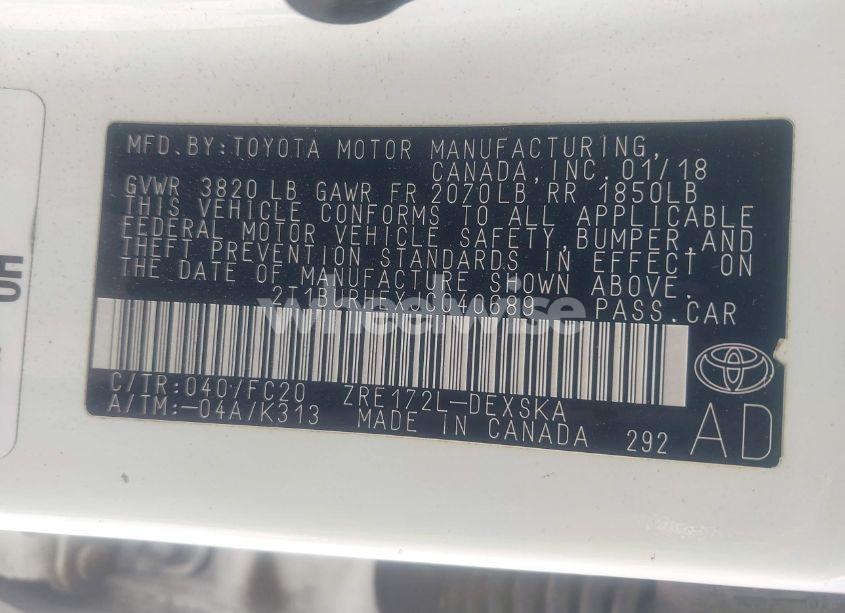 MFD. BY: TOYOTA MOTOR MANUFACTURING,
CANADA, INC. 01/18
GVWR 3820 LB GAWR FR 2070LB RR 1850LB
THIS VEHICLE CONFORMS TO ALL APPLICABLE
FEDERAL MOTOR VEHICLE SAFETY, BUMPER, AND
THEFT PREVENTION STANDARDS IN EFFECT ON
THE DATE OF MANUFACTURE SHOWN ABOVE.
PASS.CAR
wheelwise
C/TR: 040/FC20 ZRE172L-DEXSKA
A/TM:-04A/K313 MADE IN CANADA 292 AD